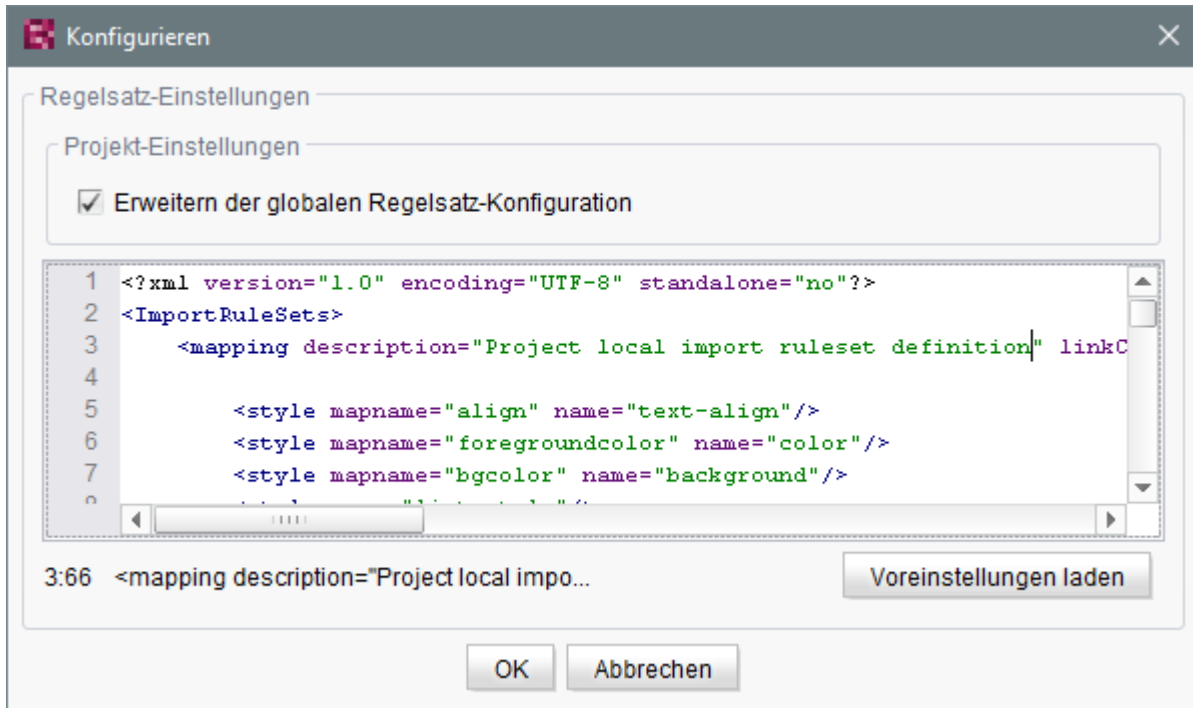 Konfigurieren
Regelsatz-Einstellungen
Projekt-Einstellungen
Erweitern der globalen Regelsatz-Konfiguration
1 <?xml version="1.0" encoding="UTF-8" standalone="no"?>
2 <ImportRuleSets>
3 <mapping description="Project local import ruleset definition" linkC
4
5 <style mapname="align" name="text-align"/>
6 <style mapname="foregroundcolor" name="color"/>
7 <style mapname="bgcolor" name="background"/>
3:66 <mapping description="Project local impo...
Voreinstellungen laden
OK
Abbrechen